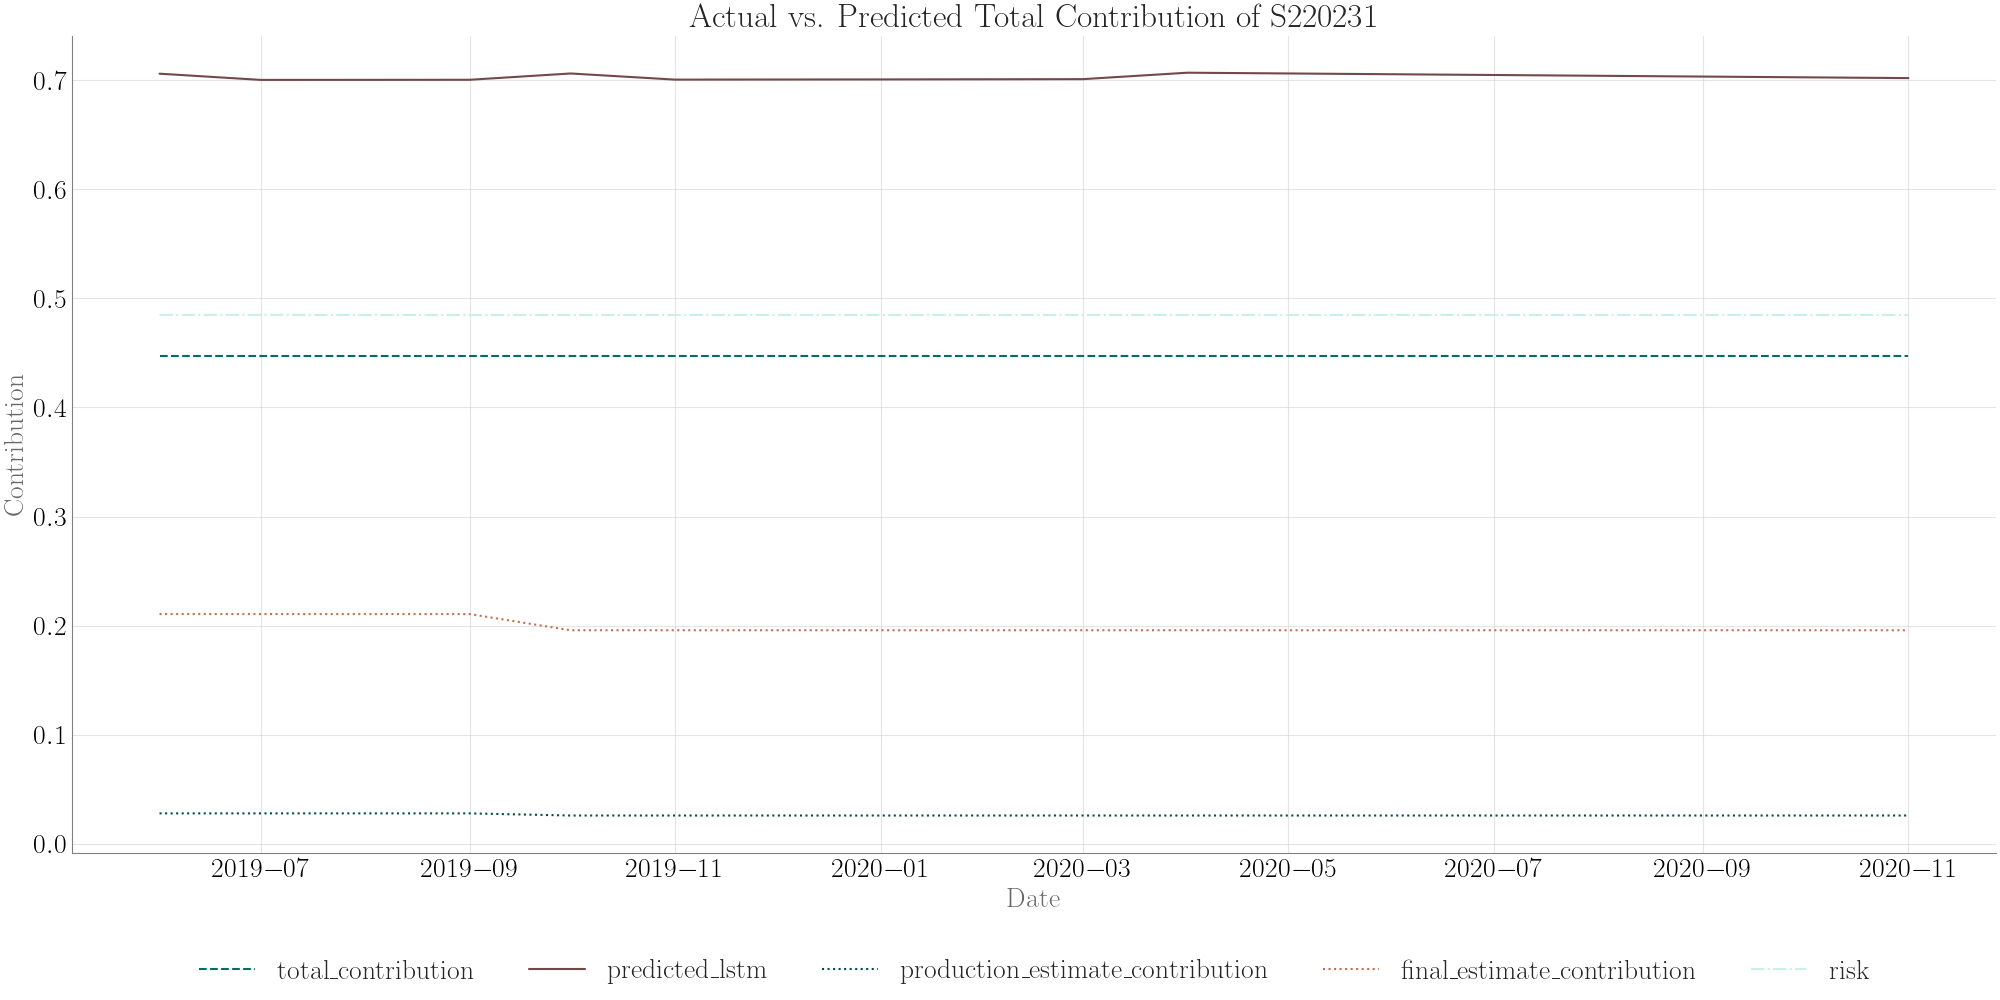 Actual vs. Predicted Total Contribution of S220231
0.7
0.6
0.5
0.4
0.3
0.2
0.1
0.0
Contribution
2019–07 2019–09 2019–11 2020–01 2020–03 2020–05 2020–07 2020–09 2020–11
Date
total_contribution predicted_lstm production_estimate_contribution final_estimate_contribution risk